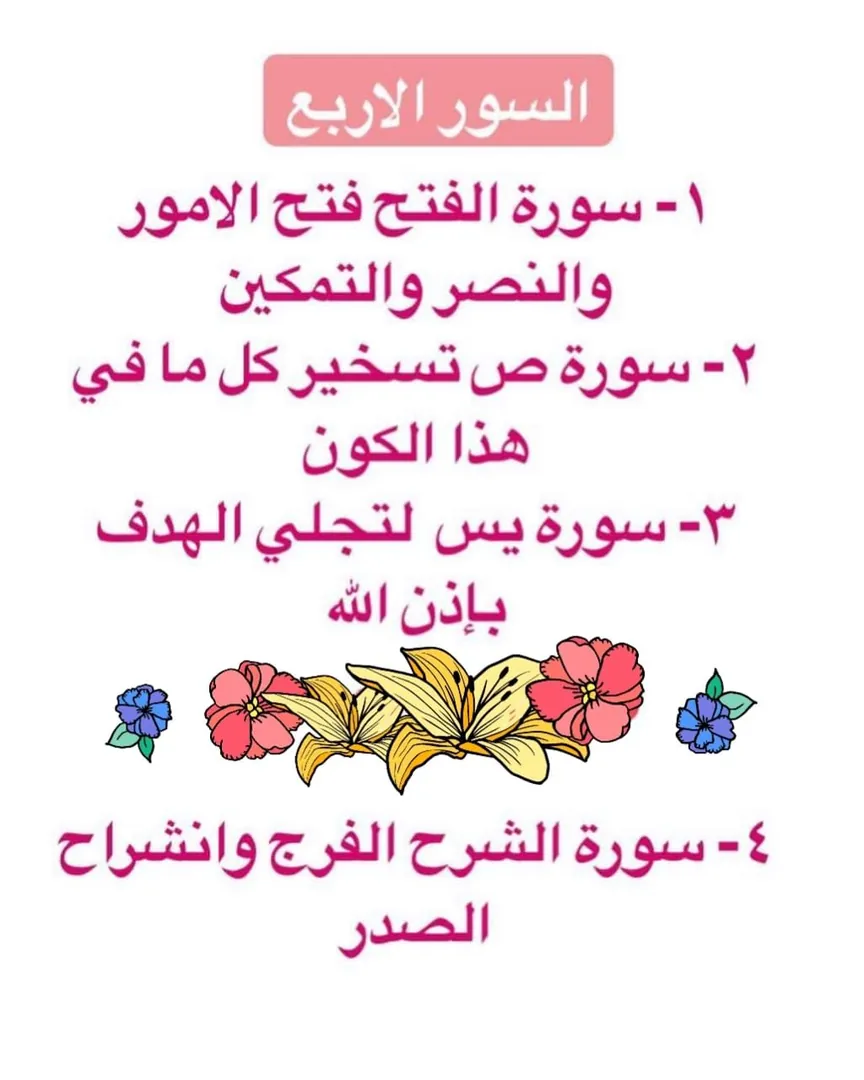 السور الاربع
١- سورة الفتح فتح الامور
والنصر والتمكين
٢- سورة ص تسخير كل ما في
هذا الكون
٣- سورة يس لتجلي الهدف
بإذن الله
٤- سورة الشرح الفرج وانشراح
الصدر